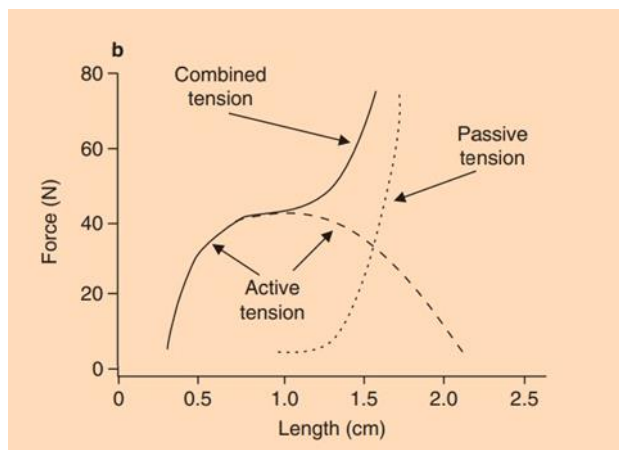 b
80
60
40
20
0
Force (N)
Combined
tension
Passive
tension
Active
tension
0 0.5 1.0 1.5 2.0 2.5
Length (cm)